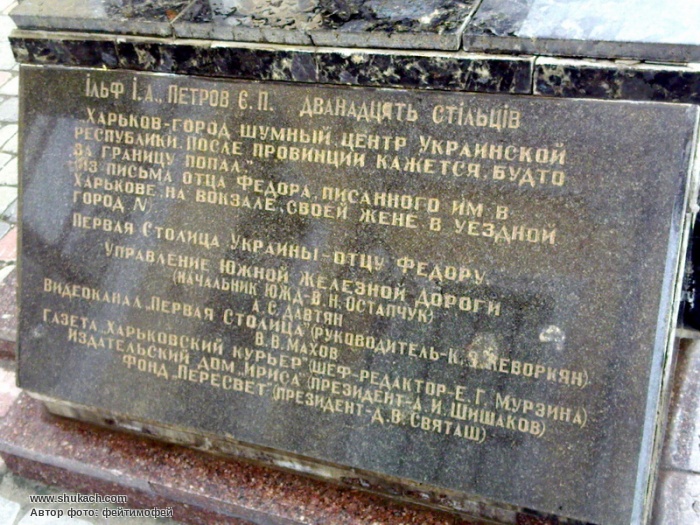 ІЛЬФ І.А., ПЕТРОВ Є.П. ДВАНАДЦЯТЬ СТІЛЬЦІВ
„ХАРЬКОВ-ГОРОД ШУМНЫЙ, ЦЕНТР УКРАИНСКОЙ
РЕСПУБЛИКИ. ПОСЛЕ ПРОВИНЦИИ КАЖЕТСЯ, БУДТО
ЗА ГРАНИЦУ ПОПАЛ."
ИЗ ПИСЬМА ОТЦА ФЕДОРА, ПИСАННОГО ИМ В
ХАРЬКОВЕ, НА ВОКЗАЛЕ, СВОЕЙ ЖЕНЕ В УЕЗДНОЙ
ГОРОД N
ПЕРВАЯ СТОЛИЦА УКРАИНЫ-ОТЦУ ФЕДОРУ.
УПРАВЛЕНИЕ ЮЖНОЙ ЖЕЛЕЗНОЙ ДОРОГИ
(НАЧАЛЬНИК ЮЖД-В.Н.ОСТАПЧУК)
А.С.ДАВТЯН
ВИДЕОКАНАЛ „ПЕРВАЯ СТОЛИЦА" (РУКОВОДИТЕЛЬ-К.Я.КЕВОРКЯН)
В.В.МАХОВ
ГАЗЕТА „ХАРЬКОВСКИЙ КУРЬЕР" (ШЕФ-РЕДАКТОР-Е.Г.МУРЗИНА)
ИЗДАТЕЛЬСКИЙ ДОМ „ИРИСА" (ПРЕЗИДЕНТ-А.И.ШИШАКОВ)
ФОНД „ПЕРЕСВЕТ" (ПРЕЗИДЕНТ-Д.В.СВЯТАШ)
www.shukach.com
Автор фото: фейтимофей